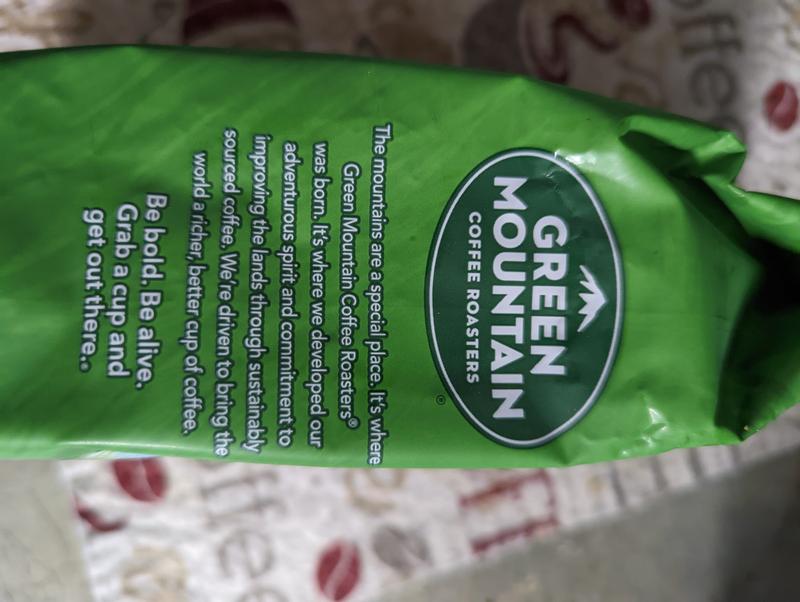 GREEN
MOUNTAIN
COFFEE ROASTERS
®
The mountains are a special place. It's where
Green Mountain Coffee Roasters®
was born. It's where we developed our
adventurous spirit and commitment to
improving the lands through sustainably
sourced coffee. We're driven to bring the
world a richer, better cup of coffee.
Be bold. Be alive.
Grab a cup and
get out there..
coffee